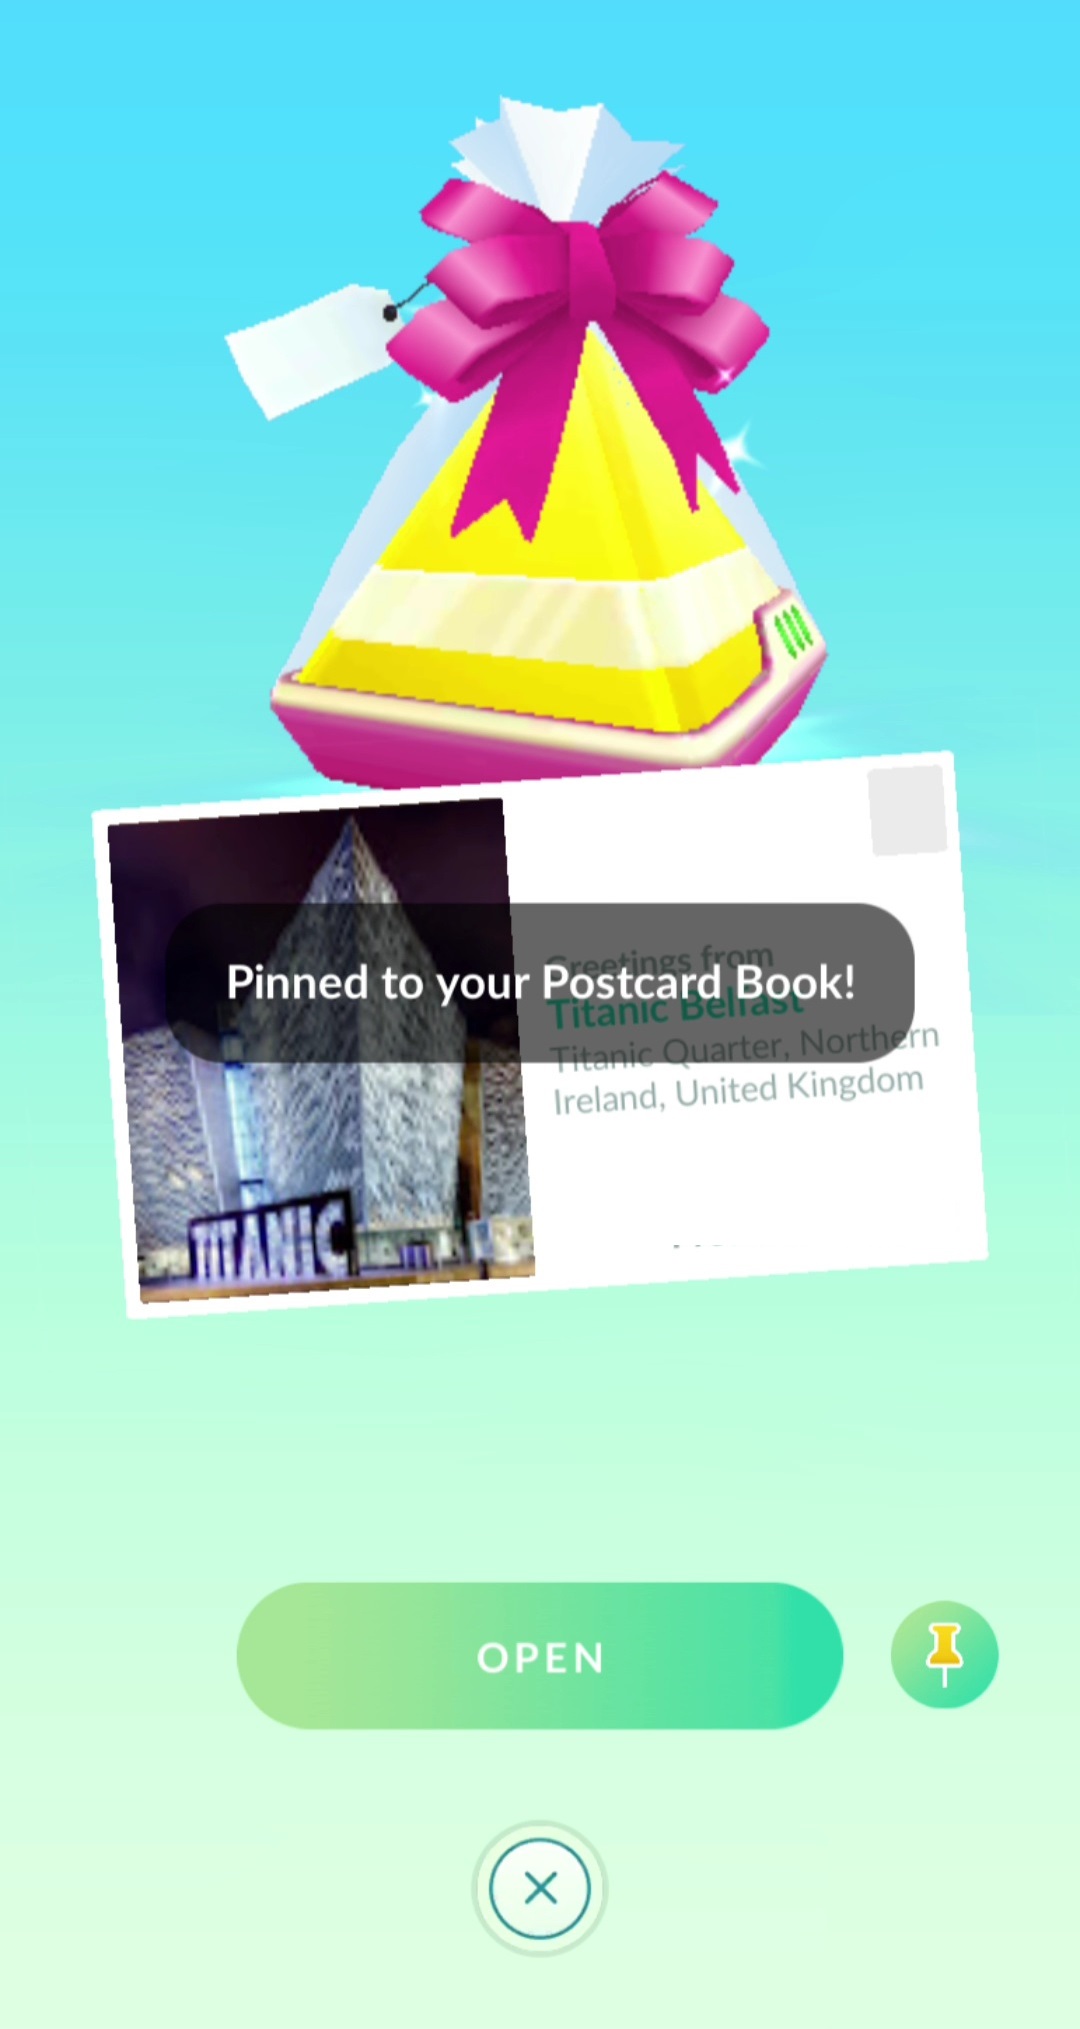 Greetings from
Pinned to your Postcard Book!
Titanic Belfast
Titanic Quarter, Northern
Ireland, United Kingdom
TITANIC
OPEN